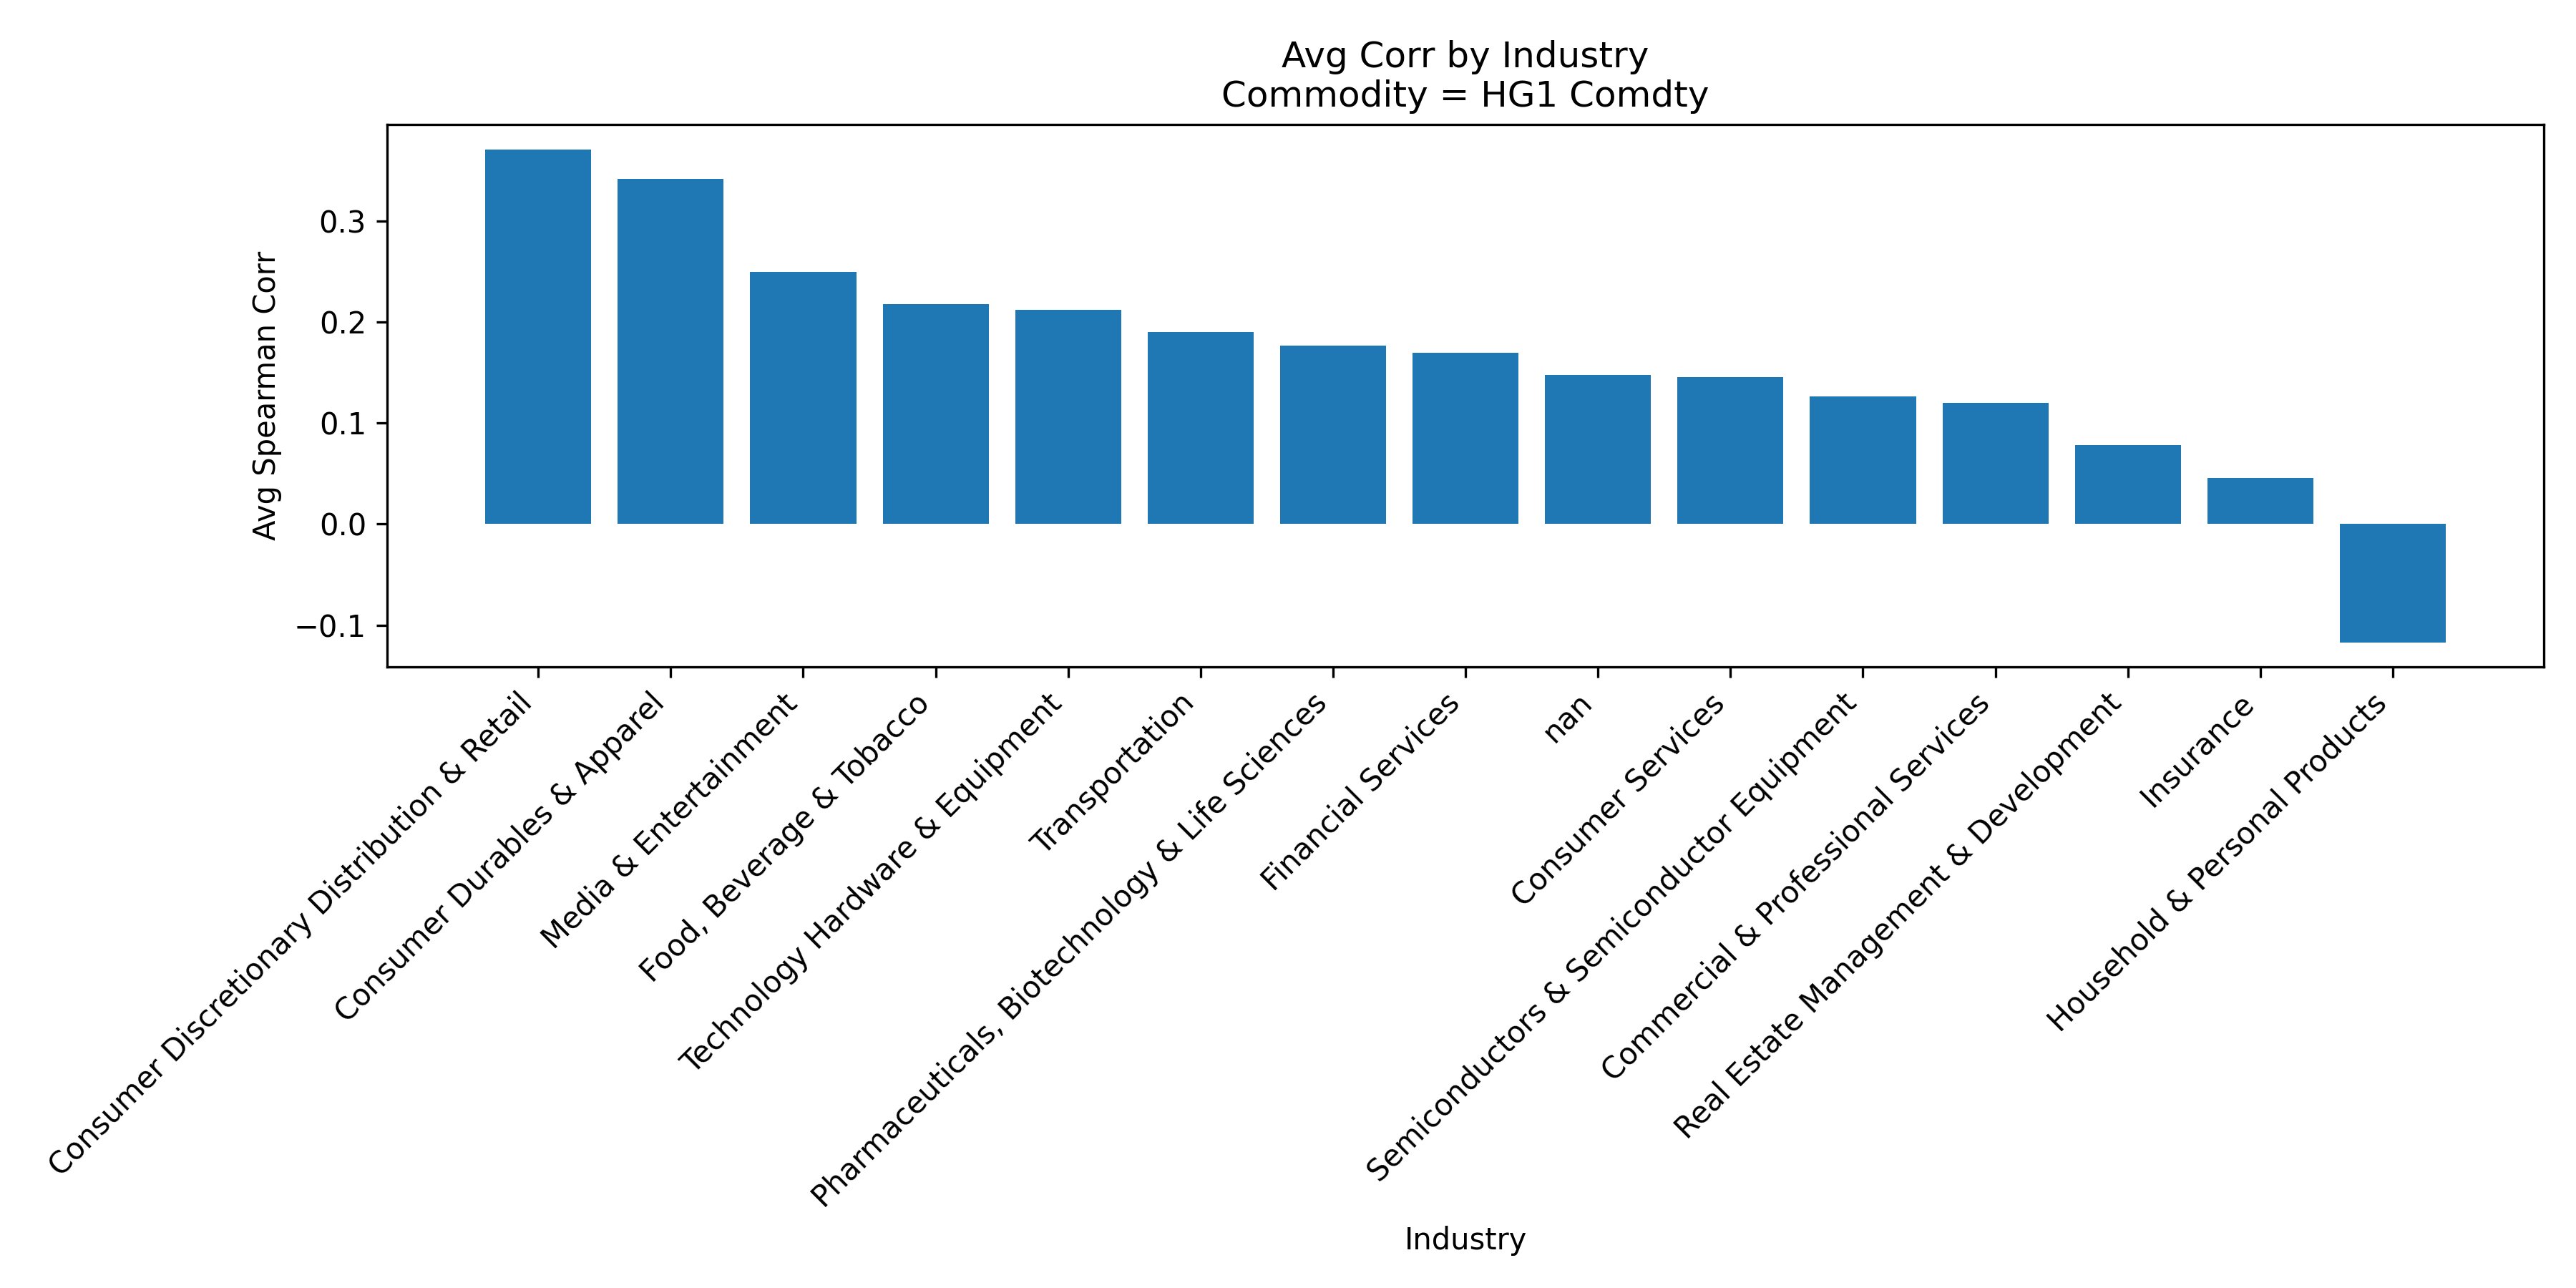 Avg Corr by Industry
Commodity = HG1 Comdty
Avg Spearman Corr
0.3
0.2
0.1
0.0
−0.1
Consumer Discretionary Distribution & Retail
Consumer Durables & Apparel
Media & Entertainment
Food, Beverage & Tobacco
Technology Hardware & Equipment
Transportation
Pharmaceuticals, Biotechnology & Life Sciences
Financial Services
nan
Consumer Services
Semiconductors & Semiconductor Equipment
Commercial & Professional Services
Real Estate Management & Development
Insurance
Household & Personal Products
Industry